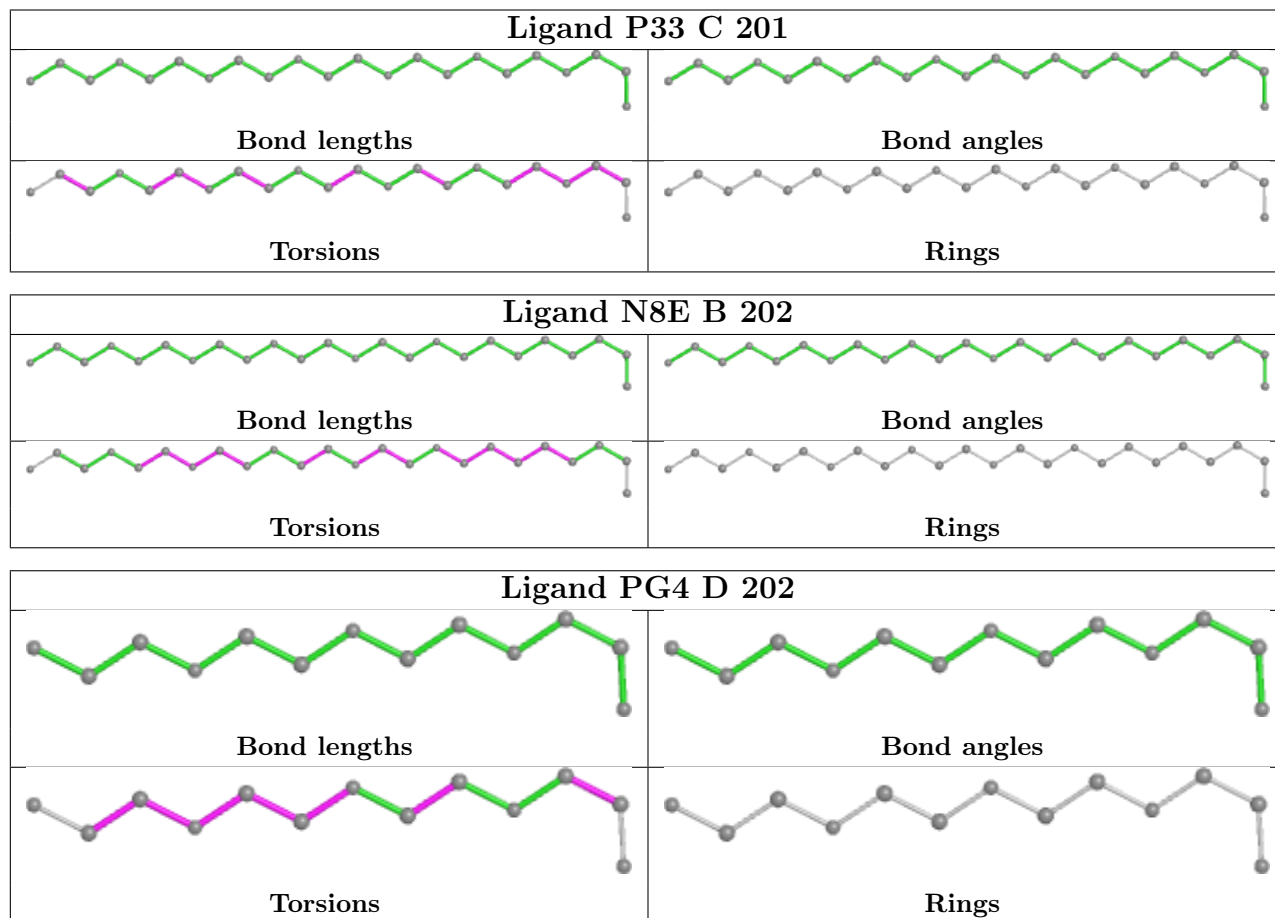 Ligand P33 C 201
Bond lengths Bond angles
Torsions Rings
Ligand N8E B 202
Bond lengths Bond angles
Torsions Rings
Ligand PG4 D 202
Bond lengths Bond angles
Torsions Rings